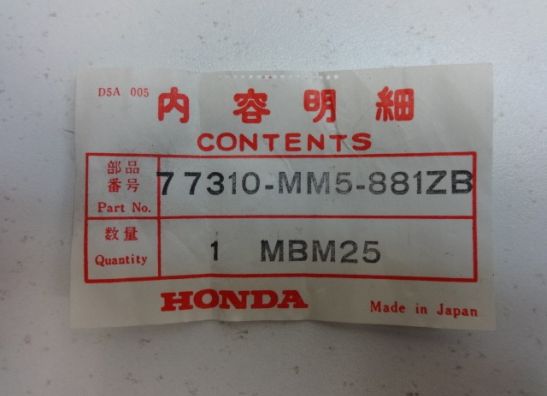 D5A 005
内容明細
CONTENTS
部品
番号
Part No.
77310-MM5-881ZB
数量
Quantity
1 MBM25
HONDA
Made in Japan